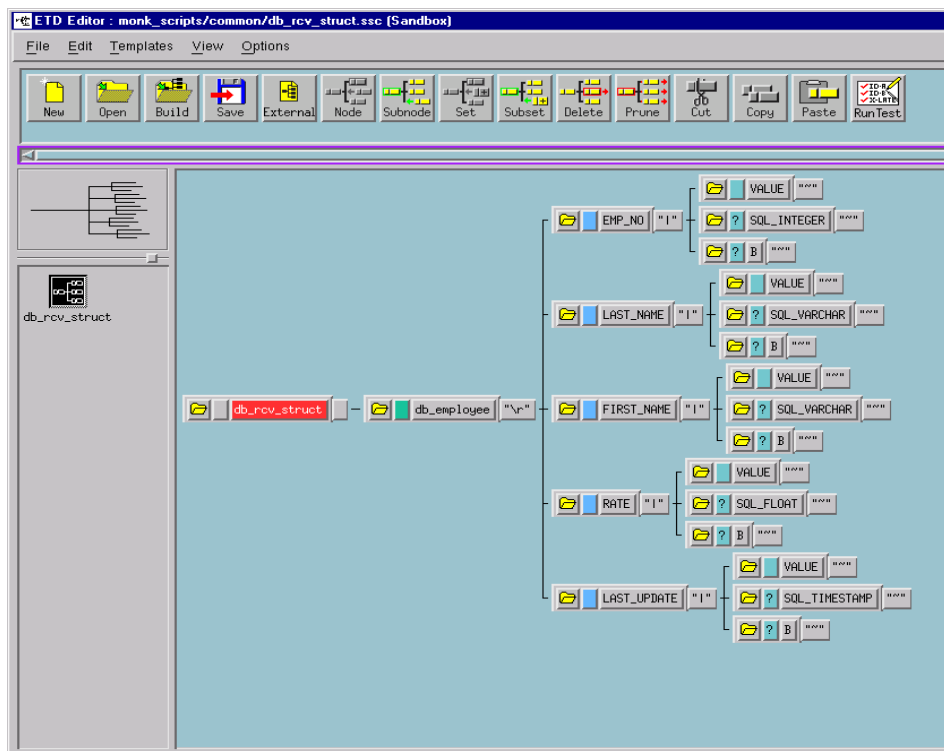 ETD Editor : monk_scripts/common/db_rcv_struct.ssc (Sandbox)
File Edit Templates View Options
New Open Build Save External Node Subnode Set Subset Delete Prune Cut Copy Paste RunTest
VALUE "~"
EMP_NO "|" ? SQL_INTEGER "~"
? B "~"
VALUE "~"
LAST_NAME "|" ? SQL_VARCHAR "~"
? B "~"
VALUE "~"
db_rcv_struct db_employee "\r" FIRST_NAME "|" ? SQL_VARCHAR "~"
? B "~"
VALUE "~"
RATE "|" ? SQL_FLOAT "~"
? B "~"
VALUE "~"
LAST_UPDATE "|" ? SQL_TIMESTAMP "~"
? B "~"
db_rcv_struct